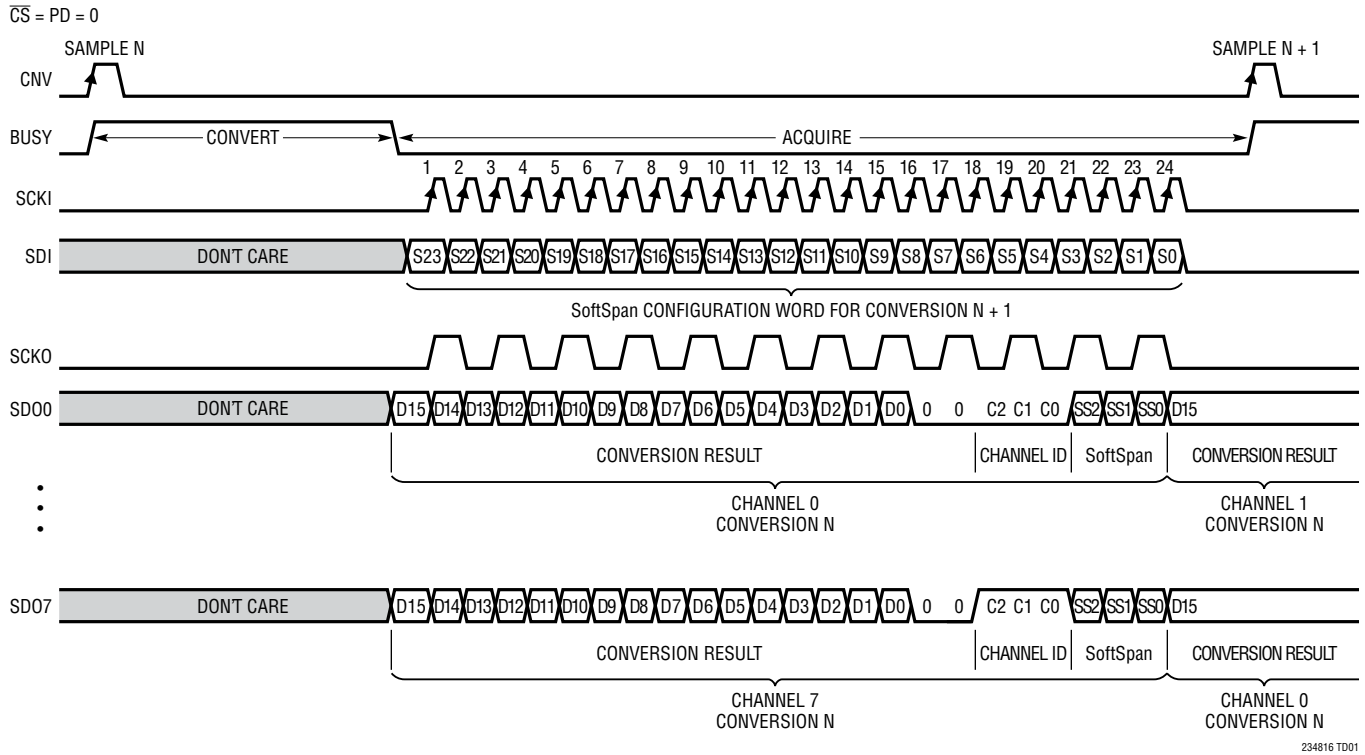 CS = PD = 0
SAMPLE N SAMPLE N + 1
CNV
BUSY CONVERT ACQUIRE
1 2 3 4 5 6 7 8 9 10 11 12 13 14 15 16 17 18 19 20 21 22 23 24
SCKI
SDI DON'T CARE S23 S22 S21 S20 S19 S18 S17 S16 S15 S14 S13 S12 S11 S10 S9 S8 S7 S6 S5 S4 S3 S2 S1 S0
SoftSpan CONFIGURATION WORD FOR CONVERSION N + 1
SCKO
SDO0 DON'T CARE D15 D14 D13 D12 D11 D10 D9 D8 D7 D6 D5 D4 D3 D2 D1 D0 0 0 C2 C1 C0 SS2 SS1 SS0 D15
CONVERSION RESULT CHANNEL ID SoftSpan CONVERSION RESULT
CHANNEL 0 CHANNEL 1
CONVERSION N CONVERSION N
SDO7 DON'T CARE D15 D14 D13 D12 D11 D10 D9 D8 D7 D6 D5 D4 D3 D2 D1 D0 0 0 C2 C1 C0 SS2 SS1 SS0 D15
CONVERSION RESULT CHANNEL ID SoftSpan CONVERSION RESULT
CHANNEL 7 CHANNEL 0
CONVERSION N CONVERSION N
234816 TD01